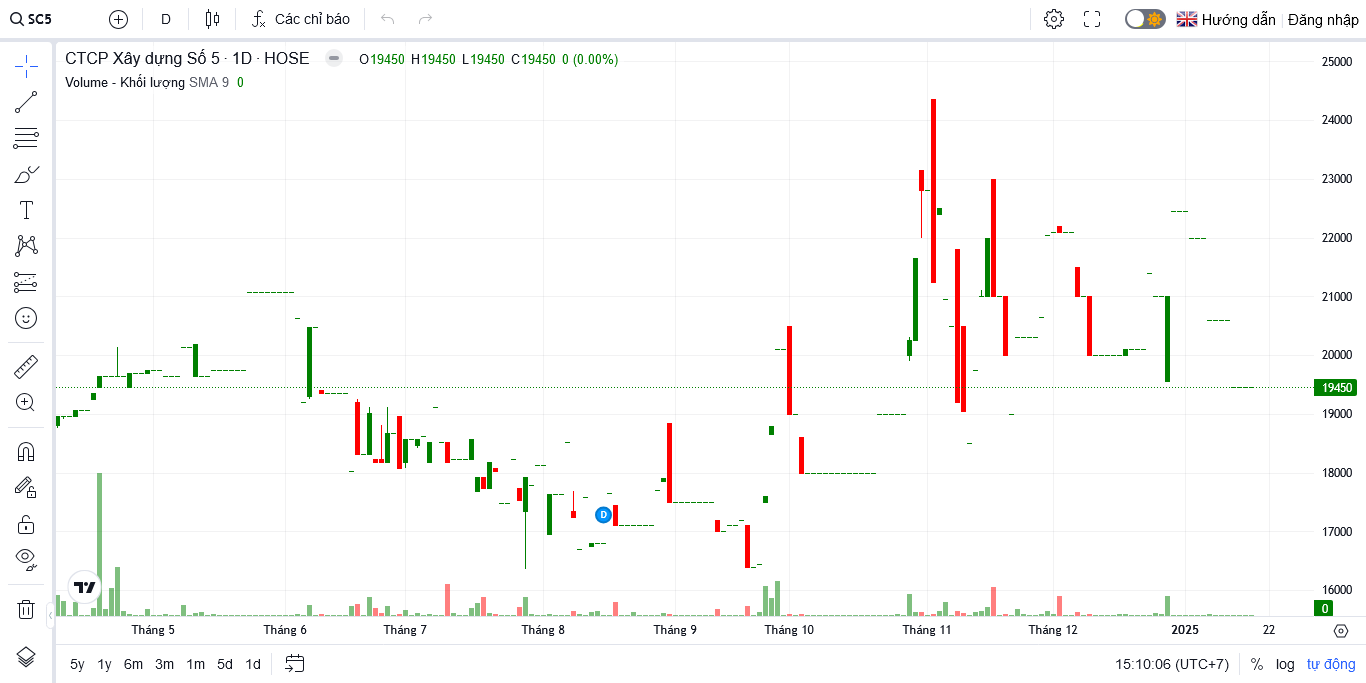 SC5 D Các chỉ báo Hướng dẫn Đăng nhập
CTCP Xây dựng Số 5 · 1D · HOSE O19450 H19450 L19450 C19450 0 (0.00%)
Volume - Khối lượng SMA 9 0
25000
24000
23000
22000
21000
20000
19450
19000
18000
17000
16000
0
D
Tháng 5 Tháng 6 Tháng 7 Tháng 8 Tháng 9 Tháng 10 Tháng 11 Tháng 12 2025 22
5y 1y 6m 3m 1m 5d 1d 15:10:06 (UTC+7) % log tự động